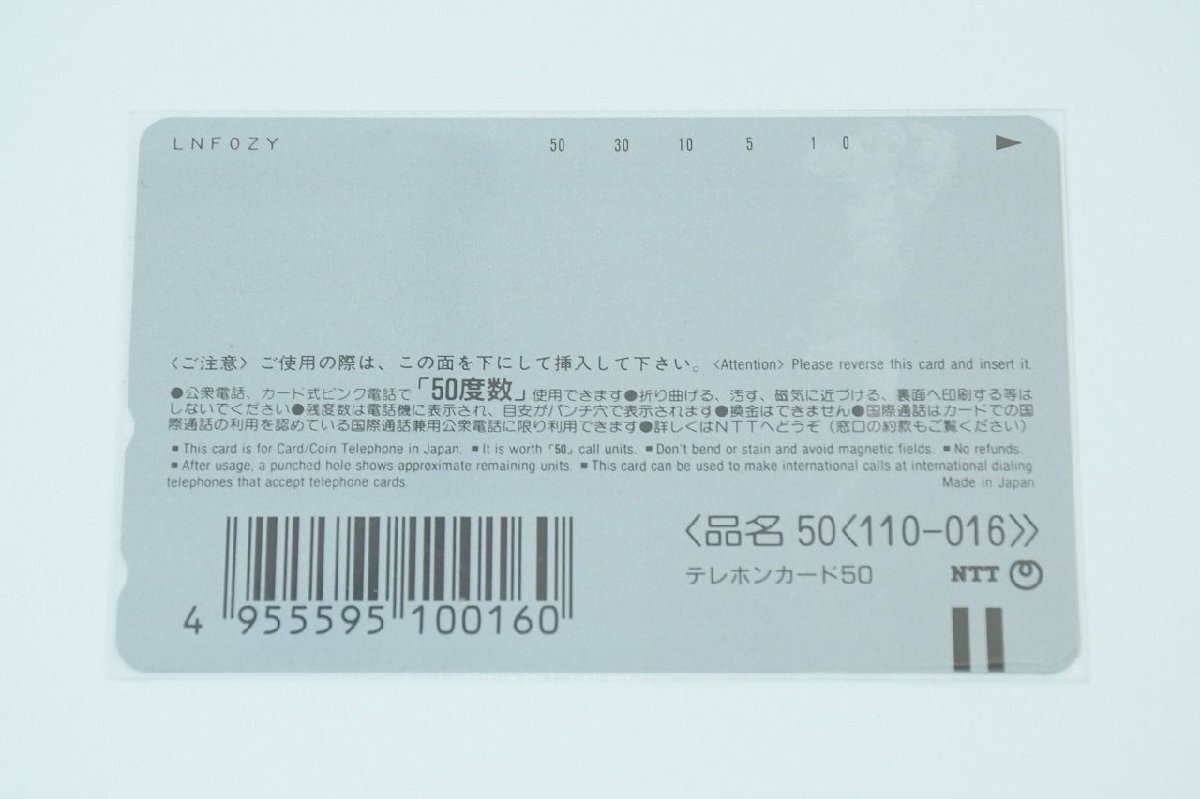 LNF0ZY 50 30 10 5 1 0
〈ご注意〉ご使用の際は、この面を下にして挿入して下さい。〈Attention〉Please reverse this card and insert it.
●公衆電話、カード式ピンク電話で「50度数」使用できます●折り曲げる、汚す、磁気に近づける、裏面へ印刷する等は
しないでください●残度数は電話機に表示され、目安がパンチ穴で表示されます●換金はできません●国際通話はカードでの国
際通話の利用を認めている国際通話兼用公衆電話に限り利用できます●詳しくはNTTへどうぞ（窓口の約款もご覧ください）
■This card is for Card/Coin Telephone in Japan. ■It is worth「50」call units. ■Don't bend or stain and avoid magnetic fields. ■No refunds.
■After usage, a punched hole shows approximate remaining units. ■This card can be used to make international calls at international dialing
telephones that accept telephone cards. Made in Japan
〈品名 50〈110-016〉〉
テレホンカード50 NTT
4 955595 100160